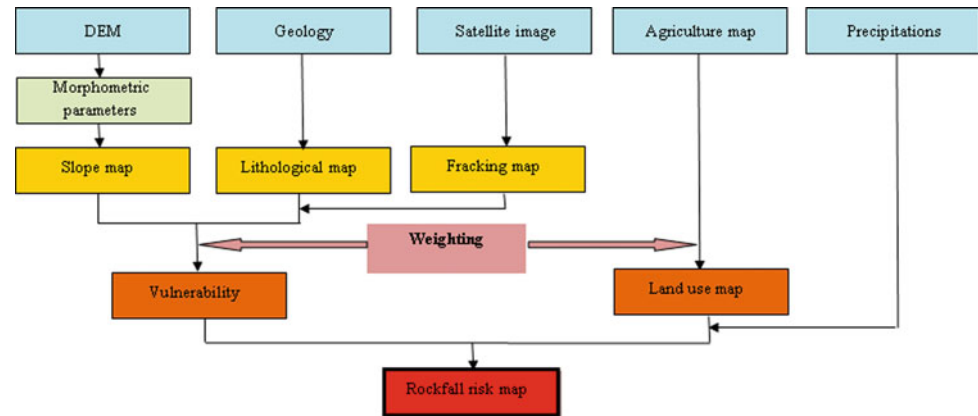 DEM
Geology
Satellite image
Agriculture map
Precipitations
Morphometric
parameters
Slope map
Lithological map
Fracking map
Weighting
Vulnerability
Land use map
Rockfall risk map